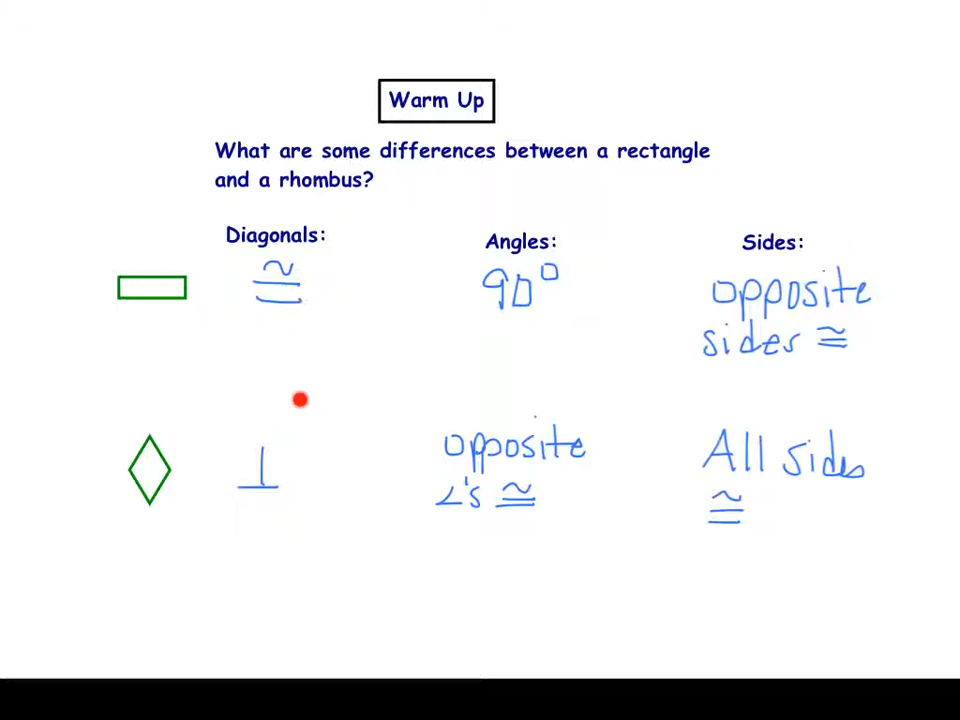 Warm Up
What are some differences between a rectangle
and a rhombus?
Diagonals: Angles: Sides:
≅ 90° opposite
sides ≅
⊥ opposite All sides
∠'s ≅ ≅